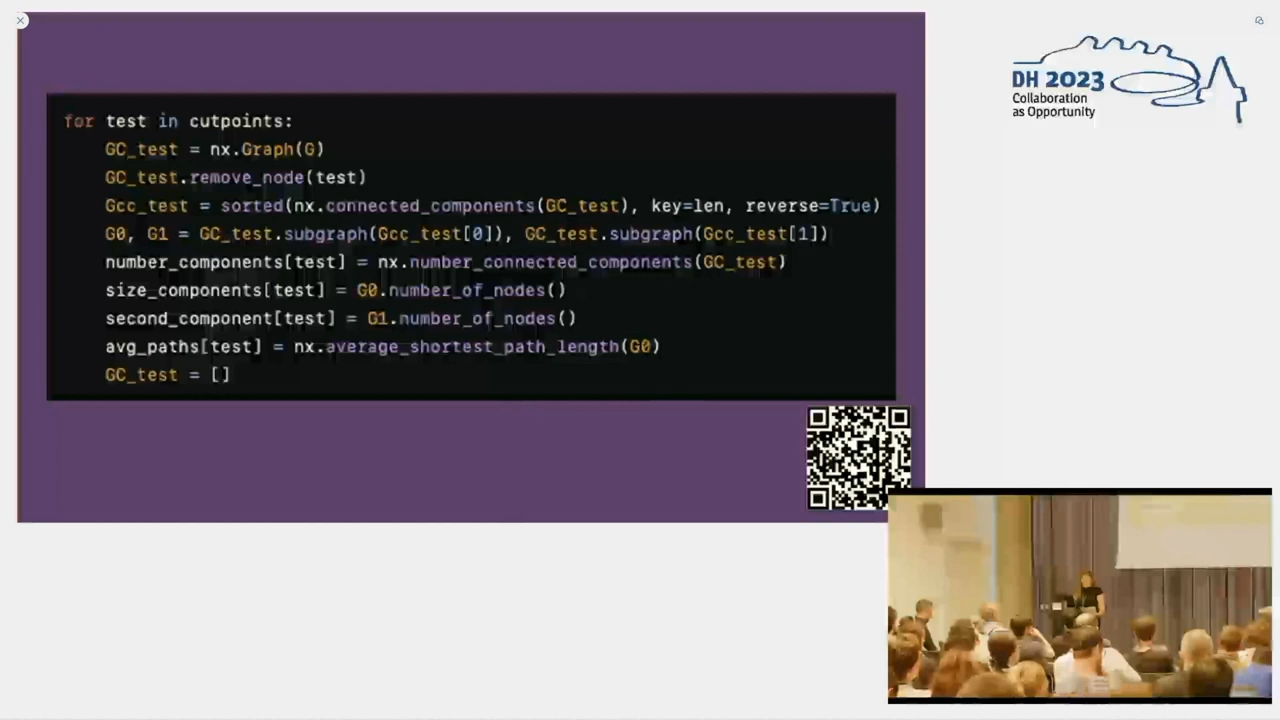 for test in cutpoints:
    GC_test = nx.Graph(G)
    GC_test.remove_node(test)
    Gcc_test = sorted(nx.connected_components(GC_test), key=len, reverse=True)
    G0, G1 = GC_test.subgraph(Gcc_test[0]), GC_test.subgraph(Gcc_test[1])
    number_components[test] = nx.number_connected_components(GC_test)
    size_components[test] = G0.number_of_nodes()
    second_component[test] = G1.number_of_nodes()
    avg_paths[test] = nx.average_shortest_path_length(G0)
    GC_test = []
DH 2023
Collaboration
as Opportunity